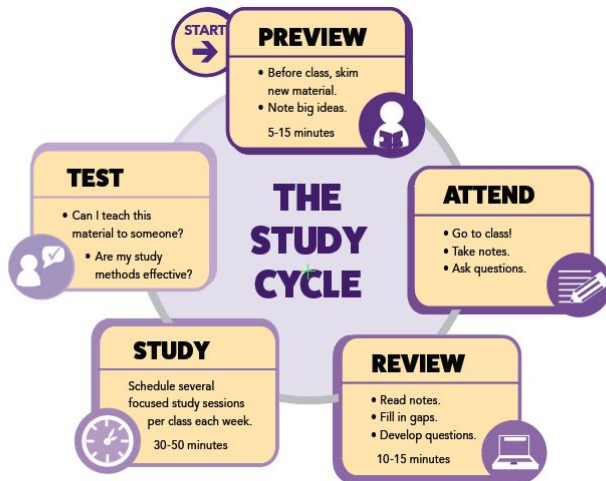 START
PREVIEW
• Before class, skim
new material.
• Note big ideas.
5-15 minutes
ATTEND
• Go to class!
• Take notes.
• Ask questions.
REVIEW
• Read notes.
• Fill in gaps.
• Develop questions.
10-15 minutes
STUDY
Schedule several
focused study sessions
per class each week.
30-50 minutes
TEST
• Can I teach this
material to someone?
• Are my study
methods effective?
THE
STUDY
CYCLE